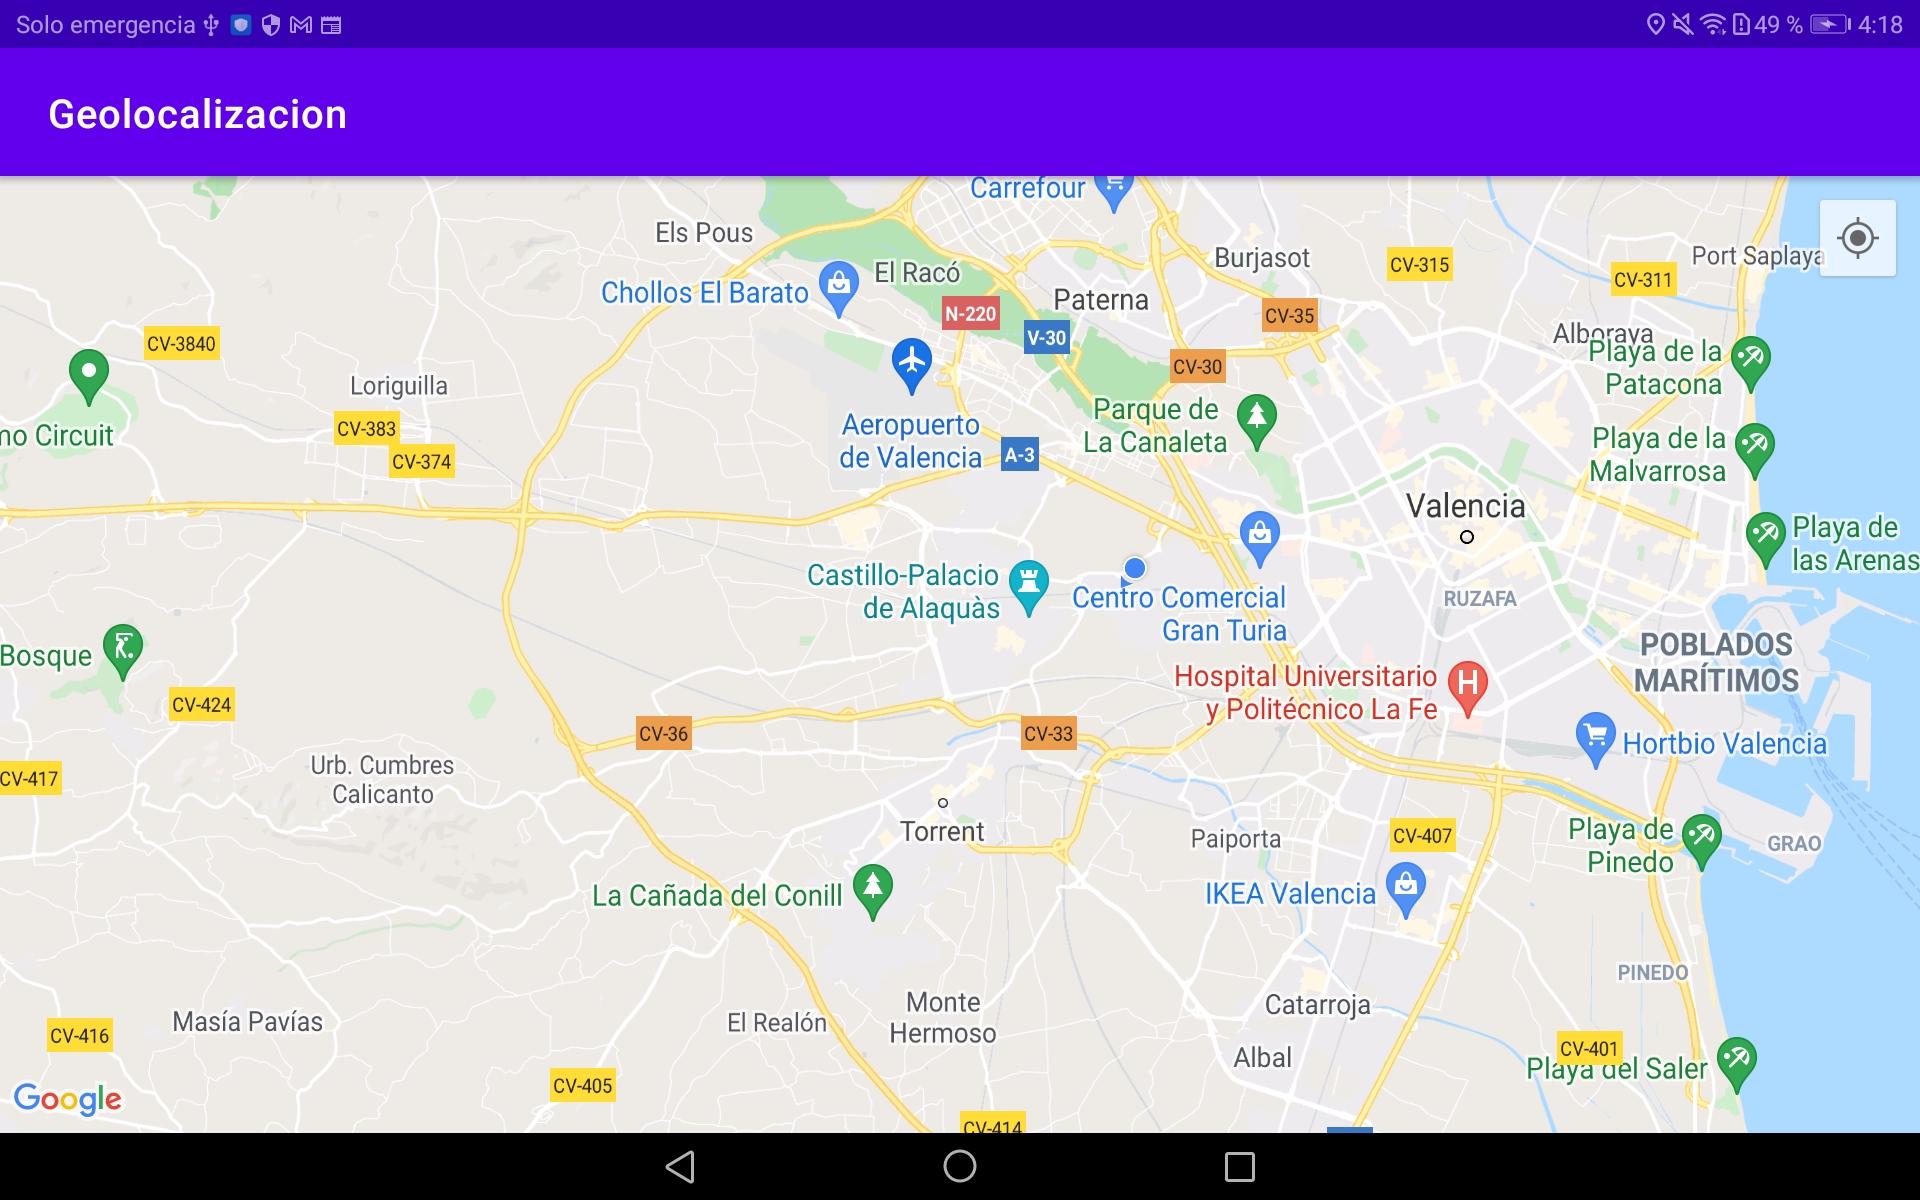 Solo emergencia
49 %
4:18
Geolocalizacion
Carrefour
Els Pous
Burjasot
Port Saplaya
CV-315
CV-311
El Racó
Chollos El Barato
Paterna
N-220
CV-35
V-30
Alboraya
CV-3840
Playa de la
Patacona
CV-30
Loriguilla
Parque de
La Canaleta
Aeropuerto
de Valencia
CV-383
mo Circuit
Playa de la
Malvarrosa
A-3
CV-374
Valencia
Playa de
las Arenas
Castillo-Palacio
de Alaquàs
Centro Comercial
Gran Turia
RUZAFA
POBLADOS
MARÍTIMOS
Bosque
Hospital Universitario
y Politécnico La Fe
CV-424
CV-36
CV-33
Hortbio Valencia
Urb. Cumbres
Calicanto
CV-417
Torrent
Paiporta
CV-407
Playa de
Pinedo
GRAO
La Cañada del Conill
IKEA Valencia
PINEDO
Monte
Hermoso
Catarroja
Masía Pavías
El Realón
CV-416
Albal
CV-401
Playa del Saler
CV-405
Google
CV-414